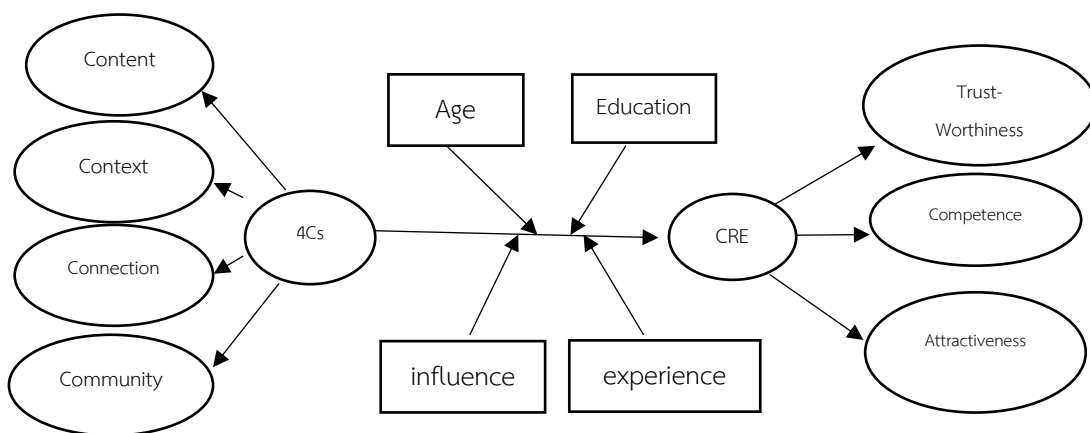 Content
Context
Connection
Community
4Cs
Age
Education
influence
experience
CRE
Trust-
Worthiness
Competence
Attractiveness